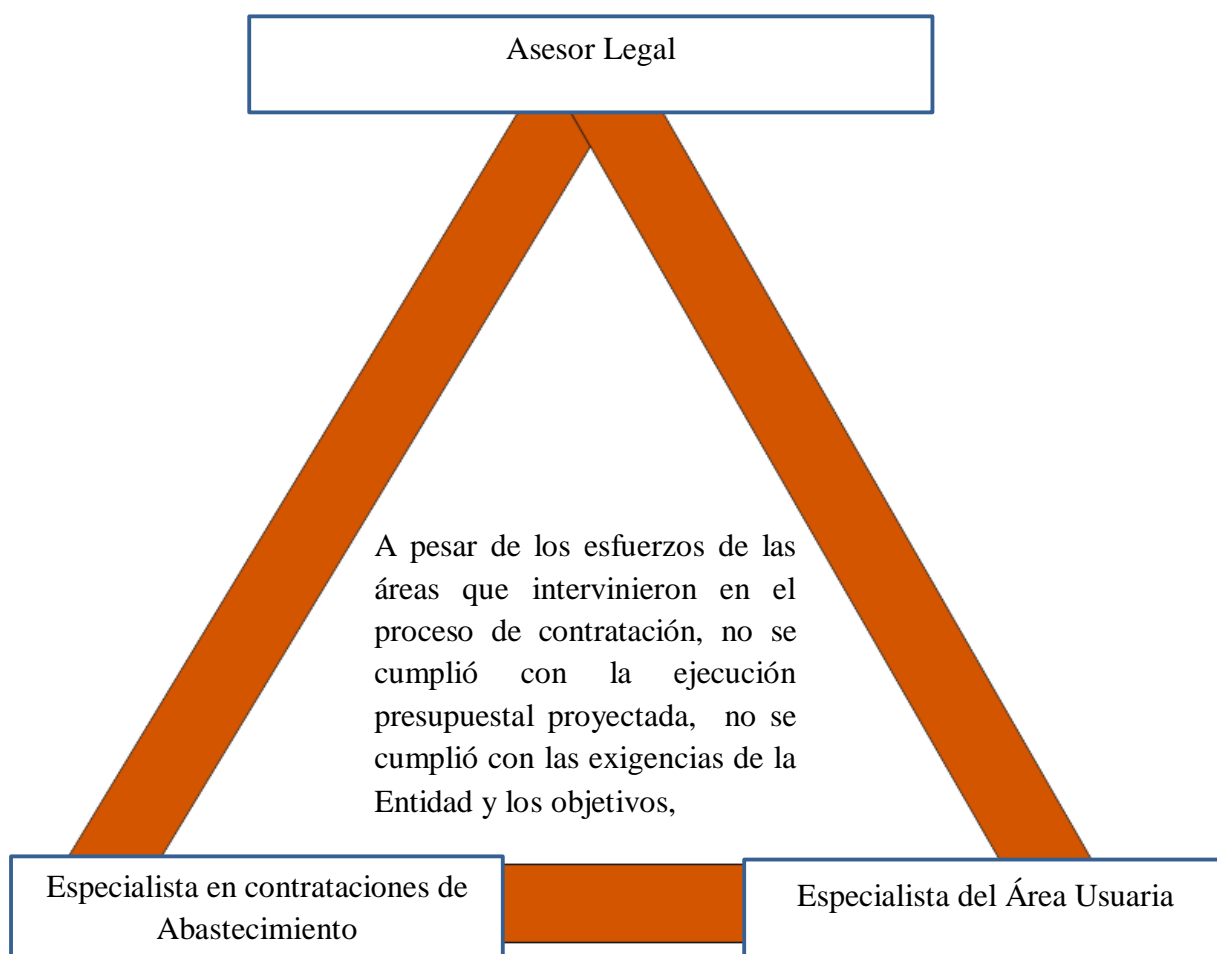 Asesor Legal
A pesar de los esfuerzos de las
áreas que intervinieron en el
proceso de contratación, no se
cumplió con la ejecución
presupuestal proyectada, no se
cumplió con las exigencias de la
Entidad y los objetivos,
Especialista en contrataciones de
Abastecimiento
Especialista del Área Usuaria